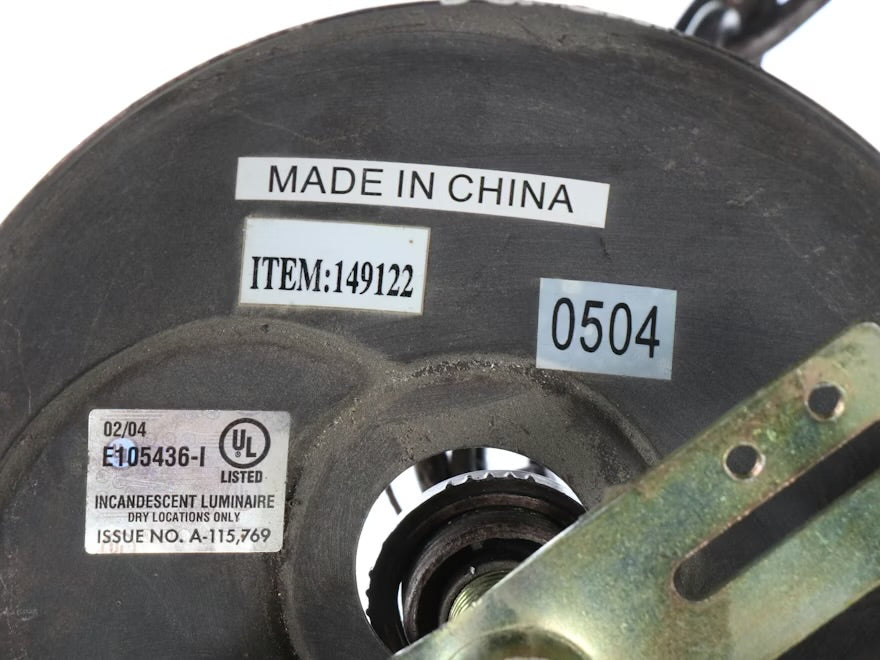 MADE IN CHINA
ITEM:149122
0504
02/04
E105436-I
UL
®
LISTED
INCANDESCENT LUMINAIRE
DRY LOCATIONS ONLY
ISSUE NO. A-115,769